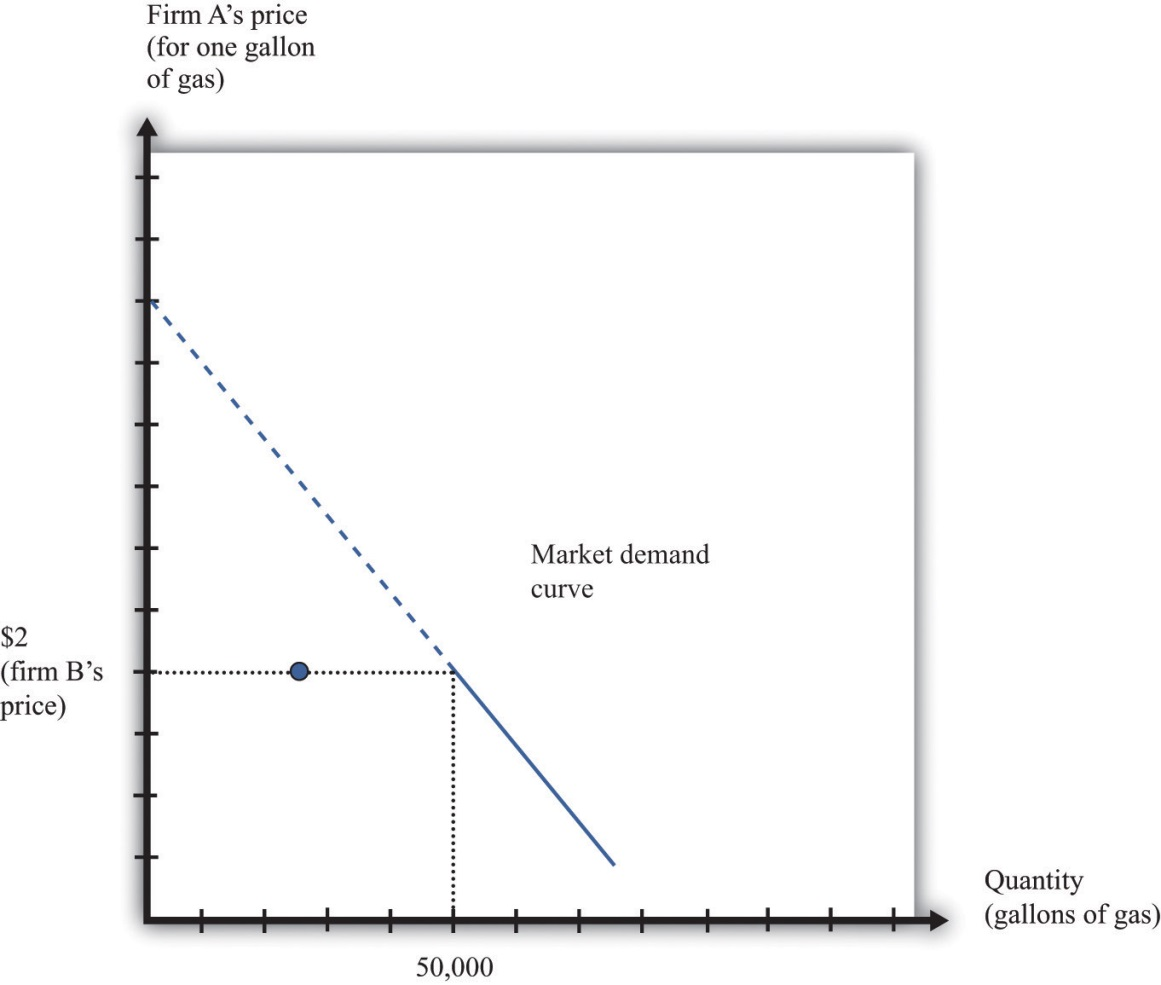 Firm A’s price
(for one gallon
of gas)
Market demand
curve
$2
(firm B’s
price)
Quantity
(gallons of gas)
50,000